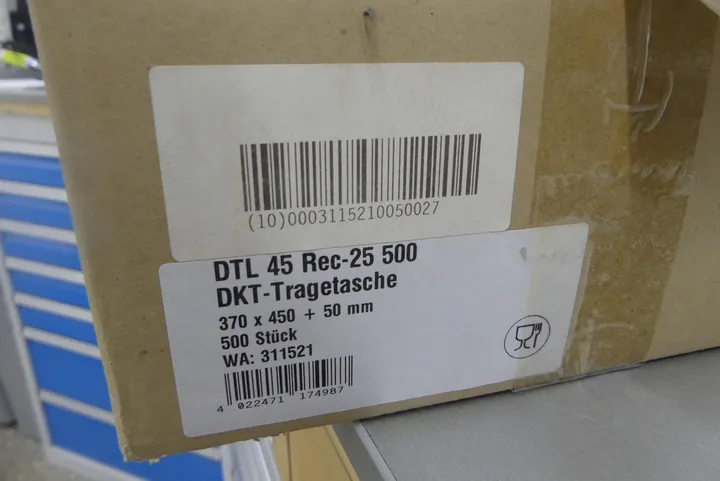 (10)0003115210050027
DTL 45 Rec-25 500
DKT-Tragetasche
370 x 450 + 50 mm
500 Stück
WA: 311521
4 022471 174987